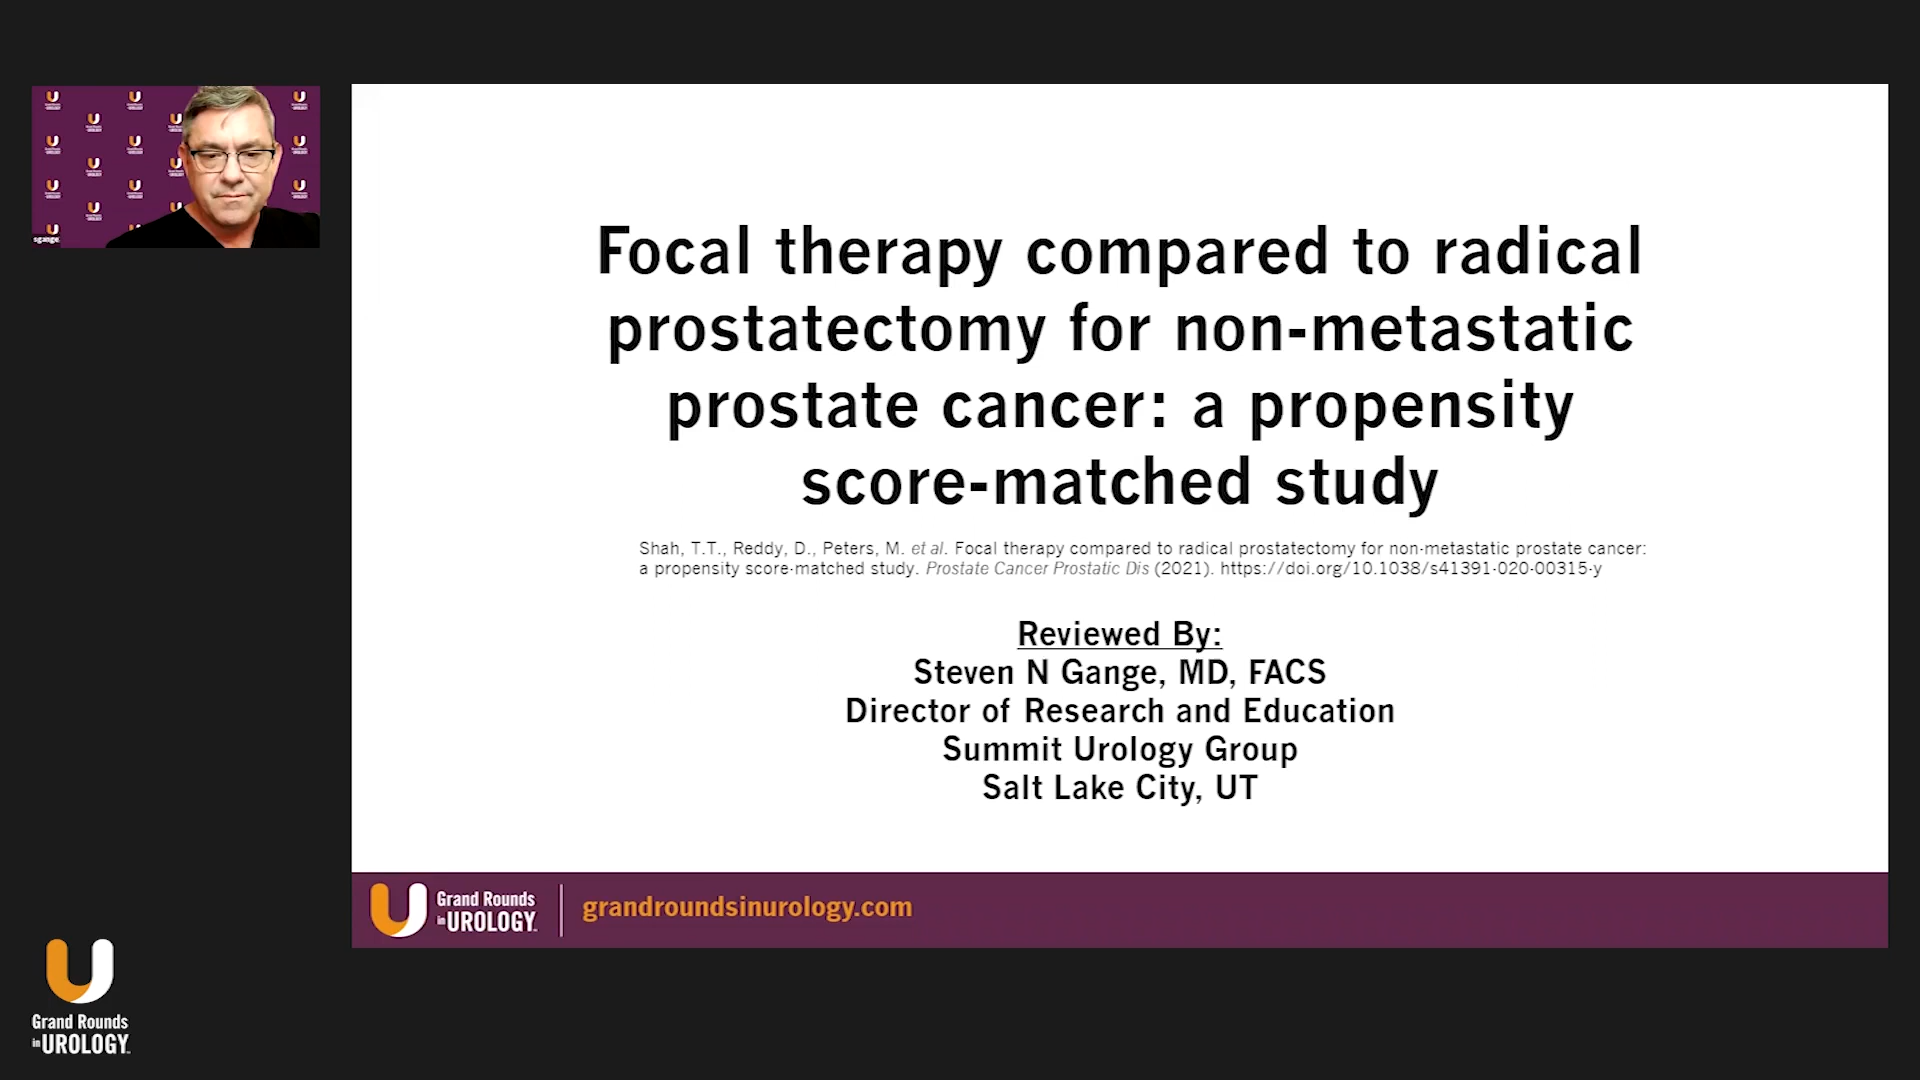 sgange
Focal therapy compared to radical
prostatectomy for non-metastatic
prostate cancer: a propensity
score-matched study
Shah, T.T., Reddy, D., Peters, M. et al. Focal therapy compared to radical prostatectomy for non-metastatic prostate cancer:
a propensity score-matched study. Prostate Cancer Prostatic Dis (2021). https://doi.org/10.1038/s41391-020-00315-y
Reviewed By:
Steven N Gange, MD, FACS
Director of Research and Education
Summit Urology Group
Salt Lake City, UT
Grand Rounds
in UROLOGY™
grandroundsinurology.com
Grand Rounds
in UROLOGY™